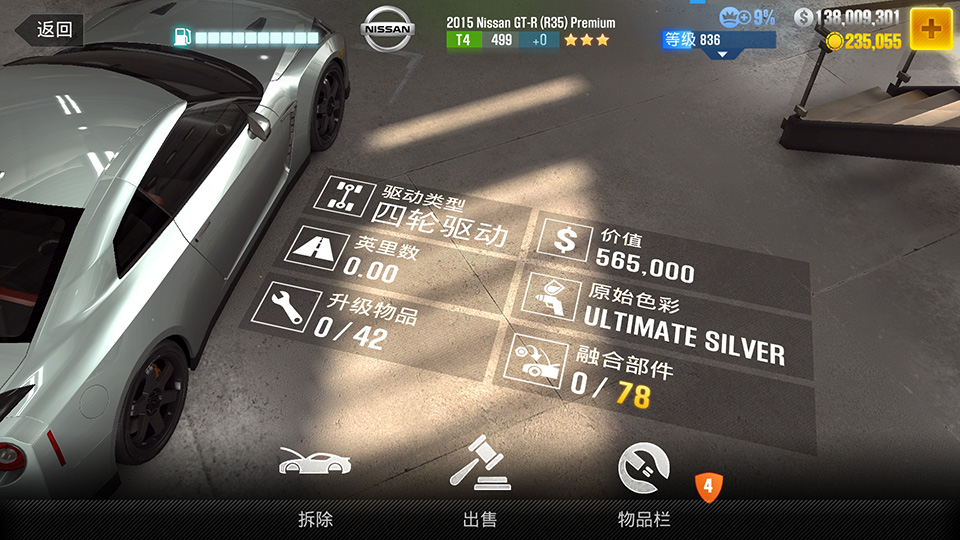 返回
NISSAN
2015 Nissan GT-R (R35) Premium
T4 499 +0
+9%
$138,009,301
等级 836
235,055
驱动类型
四轮驱动
英里数
0.00
升级物品
0 / 42
价值
565,000
原始色彩
ULTIMATE SILVER
融合部件
0 / 78
4
拆除
出售
物品栏